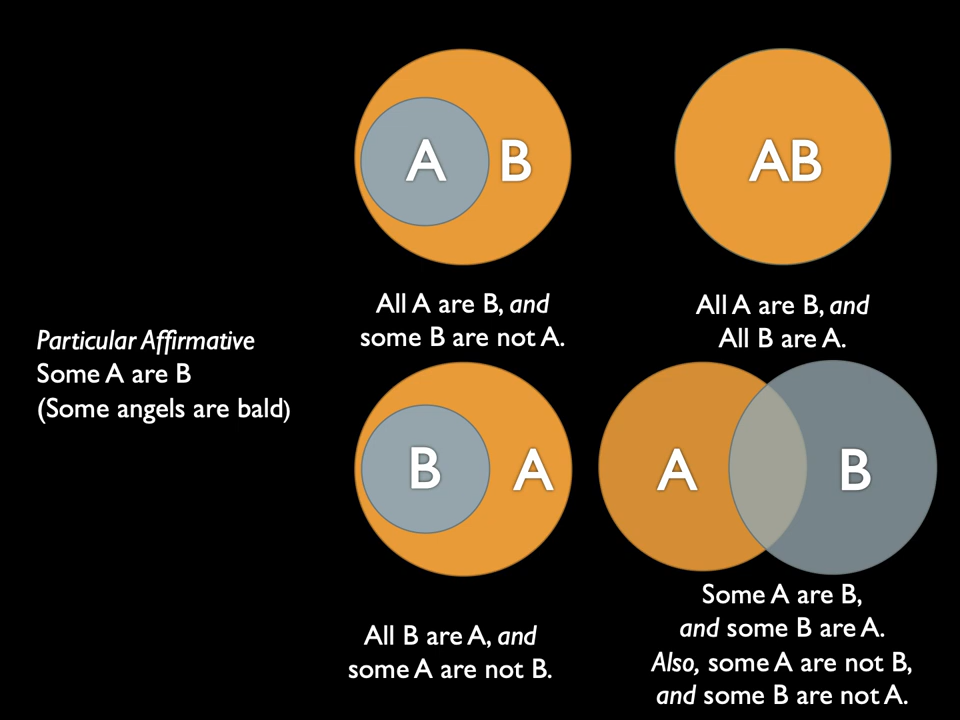 Particular Affirmative
Some A are B
(Some angels are bald)
A B
All A are B, and
some B are not A.
AB
All A are B, and
All B are A.
B A
All B are A, and
some A are not B.
A B
Some A are B,
and some B are A.
Also, some A are not B,
and some B are not A.